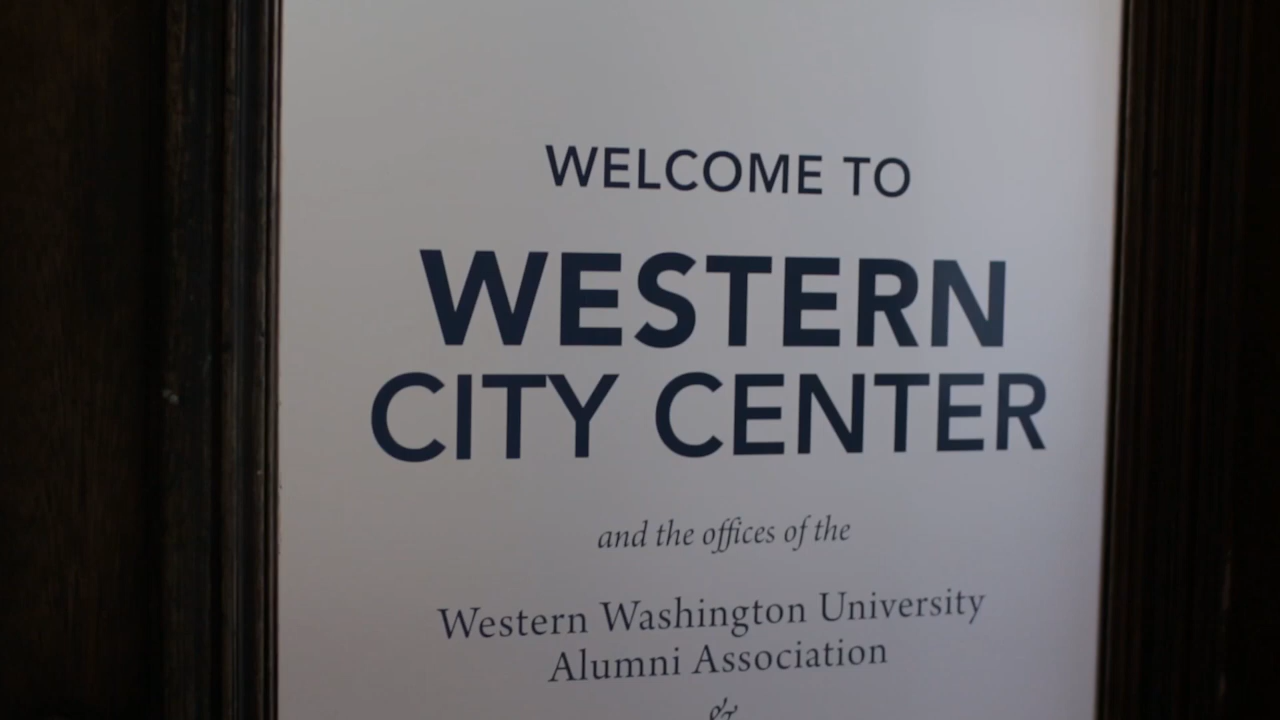 WELCOME TO
WESTERN
CITY CENTER
and the offices of the
Western Washington University
Alumni Association
&